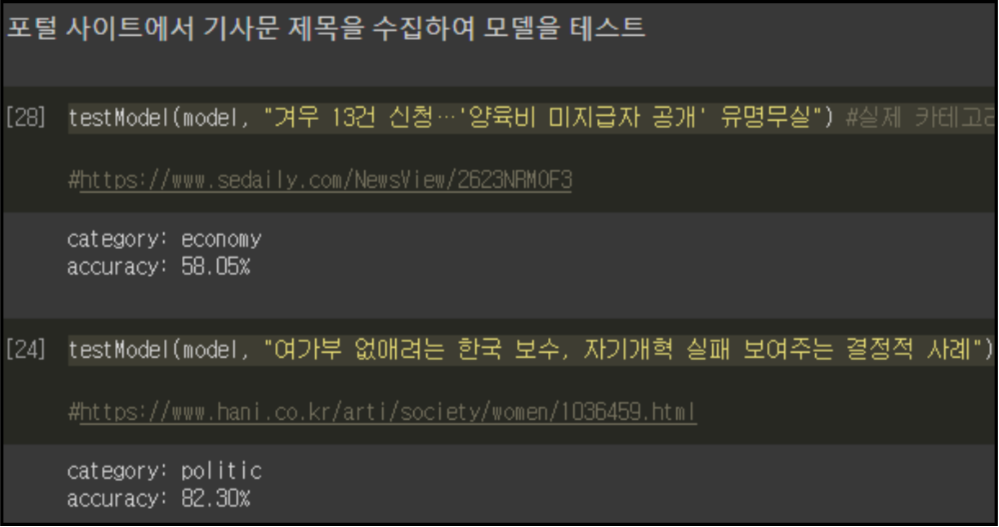 포털 사이트에서 기사문 제목을 수집하여 모델을 테스트
[28] testModel(model, "겨우 13건 신청…'양육비 미지급자 공개' 유명무실") #실제 카테고리
#https://www.sedaily.com/NewsView/2623NRMOF3
category: economy
accuracy: 58.05%
[24] testModel(model, "여가부 없애려는 한국 보수, 자기개혁 실패 보여주는 결정적 사례")
#https://www.hani.co.kr/arti/society/women/1036459.html
category: politic
accuracy: 82.30%